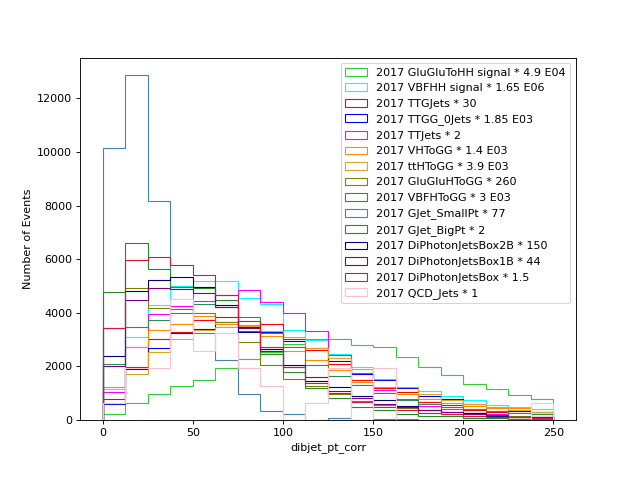 2017 GluGluToHH signal * 4.9 E04
2017 VBFHH signal * 1.65 E06
2017 TTGJets * 30
2017 TTGG_0Jets * 1.85 E03
2017 TTJets * 2
2017 VHToGG * 1.4 E03
2017 ttHToGG * 3.9 E03
2017 GluGluHToGG * 260
2017 VBFHToGG * 3 E03
2017 GJet_SmallPt * 77
2017 GJet_BigPt * 2
2017 DiPhotonJetsBox2B * 150
2017 DiPhotonJetsBox1B * 44
2017 DiPhotonJetsBox * 1.5
2017 QCD_Jets * 1
Number of Events
12000
10000
8000
6000
4000
2000
0
0 50 100 150 200 250
dibjet_pt_corr